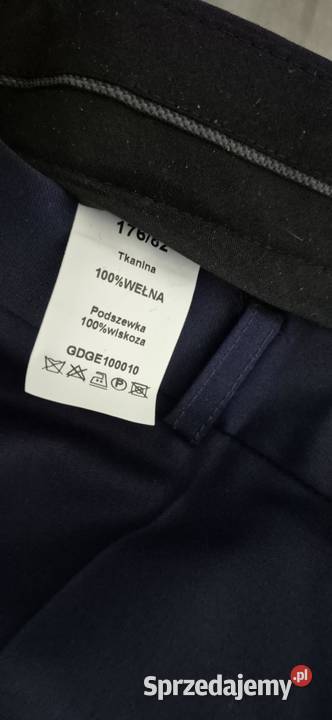 176/82
Tkanina
100%WEŁNA
Podszewka
100%wiskoza
GDGE100010
Sprzedajemy.pl